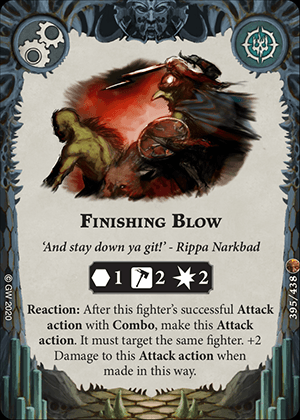 FINISHING BLOW
‘And stay down ya git!’ - Rippa Narkbad
1 2 2
Reaction: After this fighter's successful Attack
action with Combo, make this Attack
action. It must target the same fighter. +2
Damage to this Attack action when
made in this way.
© GW 2020
395/438